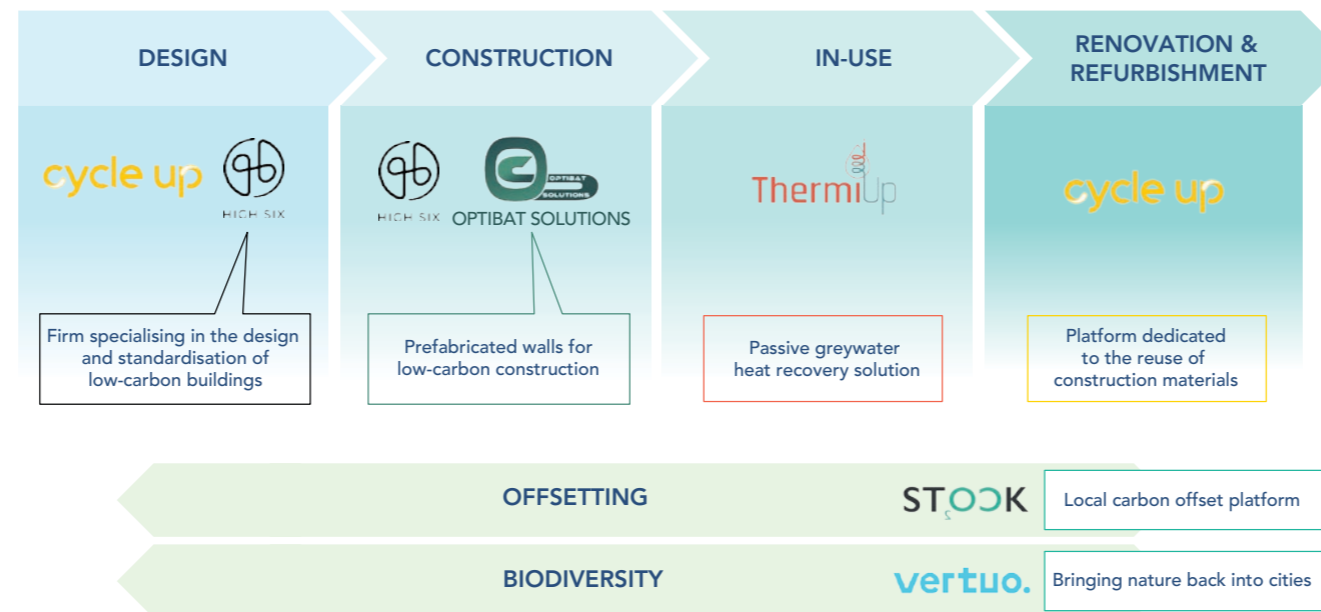 DESIGN
CONSTRUCTION
IN-USE
RENOVATION &
REFURBISHMENT
cycle up
HIGH SIX
HIGH SIX
OPTIBAT
SOLUTIONS
OPTIBAT SOLUTIONS
ThermiUp
cycle up
Firm specialising in the design
and standardisation of
low-carbon buildings
Prefabricated walls for
low-carbon construction
Passive greywater
heat recovery solution
Platform dedicated
to the reuse of
construction materials
OFFSETTING
ST₂OCK
Local carbon offset platform
BIODIVERSITY
vertuo.
Bringing nature back into cities